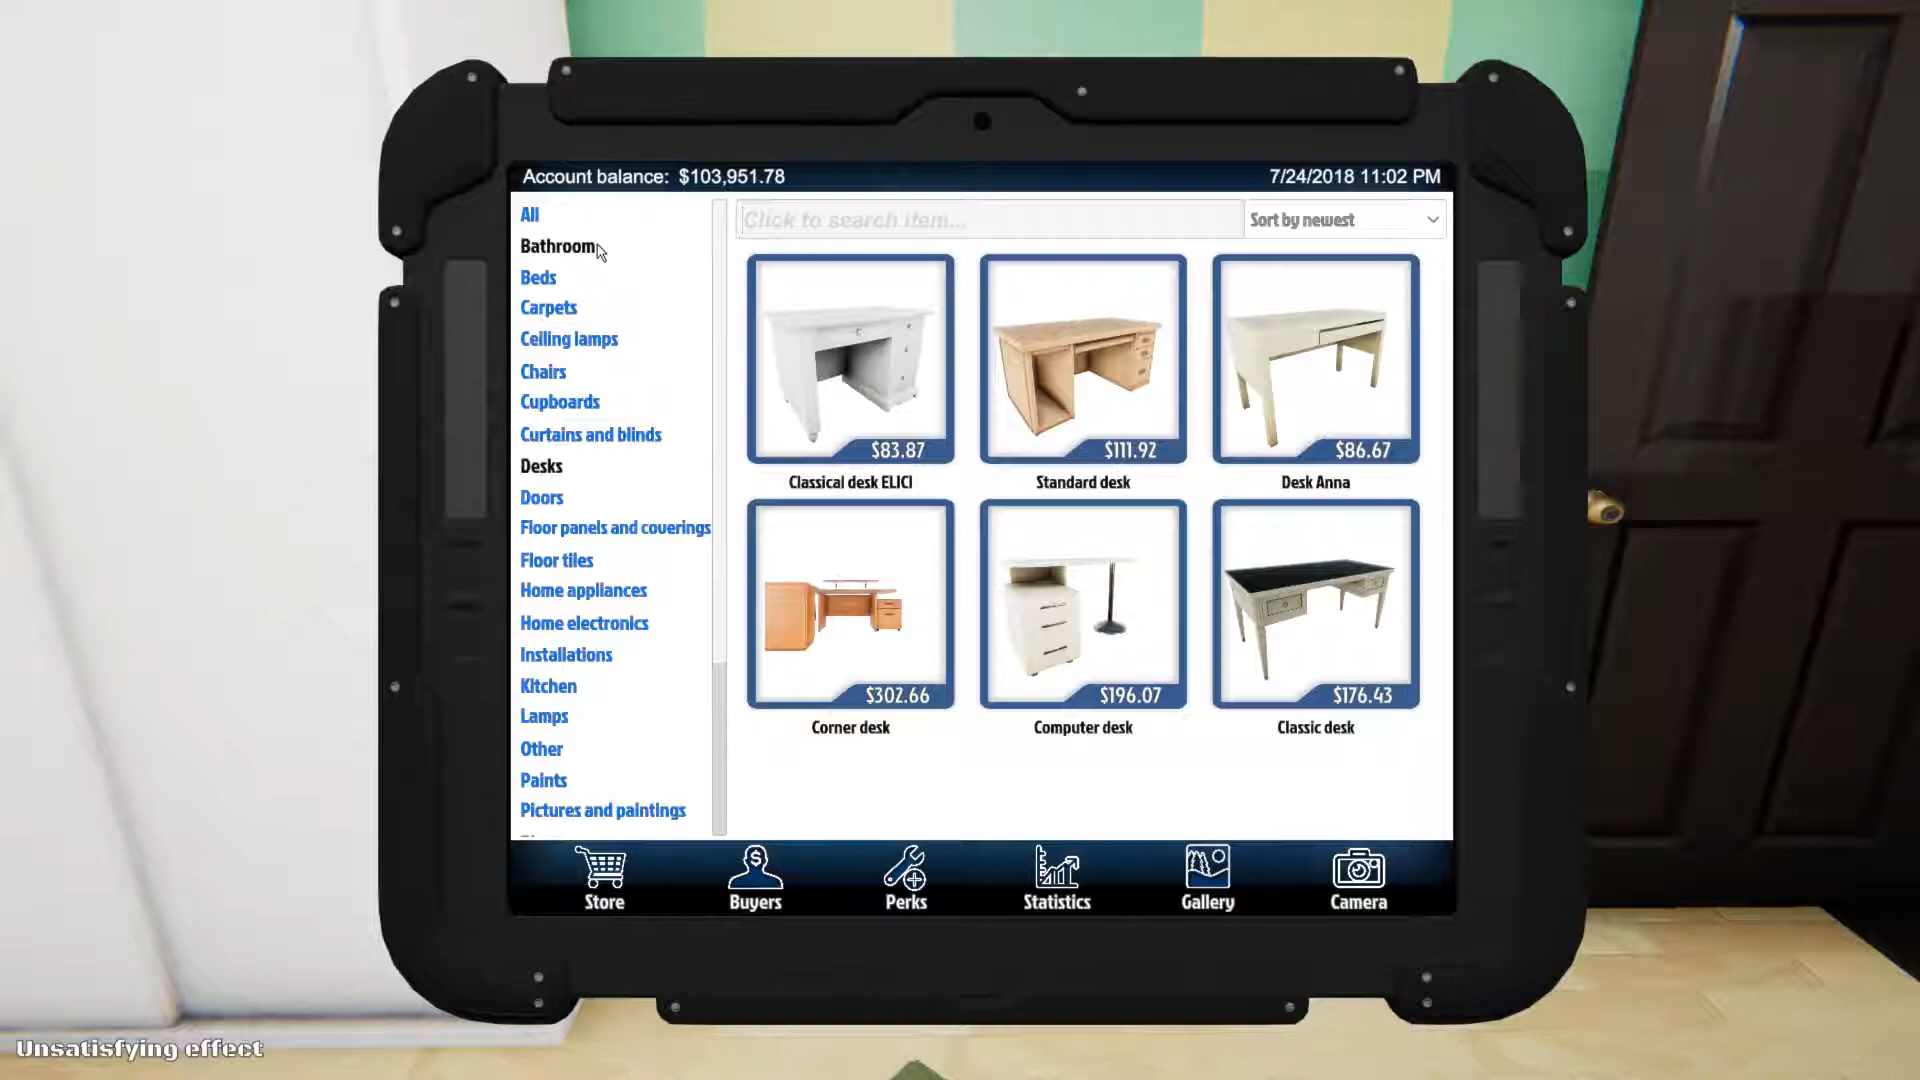 Account balance: $103,951.78
7/24/2018 11:02 PM
All
Bathroom
Beds
Carpets
Ceiling lamps
Chairs
Cupboards
Curtains and blinds
Desks
Doors
Floor panels and coverings
Floor tiles
Home appliances
Home electronics
Installations
Kitchen
Lamps
Other
Paints
Pictures and paintings
Click to search item...
Sort by newest
$83.87
$111.92
$86.67
Classical desk ELICI
Standard desk
Desk Anna
$302.66
$196.07
$176.43
Corner desk
Computer desk
Classic desk
Store
Buyers
Perks
Statistics
Gallery
Camera
Unsatisfying effect